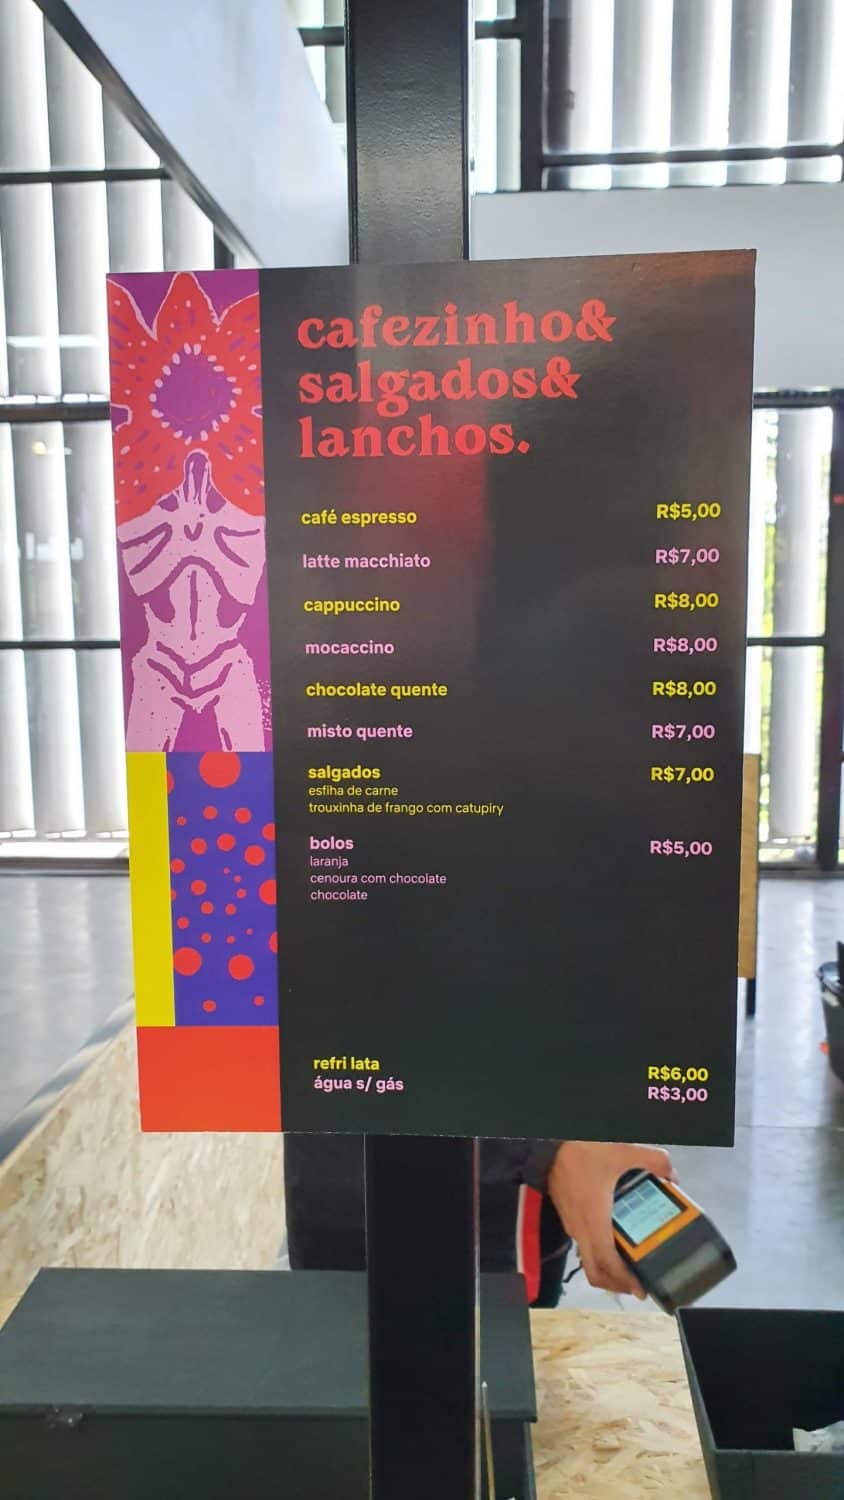 cafezinho&
salgados&
lanchos.
café espresso R$5,00
latte macchiato R$7,00
cappuccino R$8,00
mocaccino R$8,00
chocolate quente R$8,00
misto quente R$7,00
salgados R$7,00
esfiha de carne
trouxinha de frango com catupiry
bolos R$5,00
laranja
cenoura com chocolate
chocolate
refri lata R$6,00
água s/ gás R$3,00